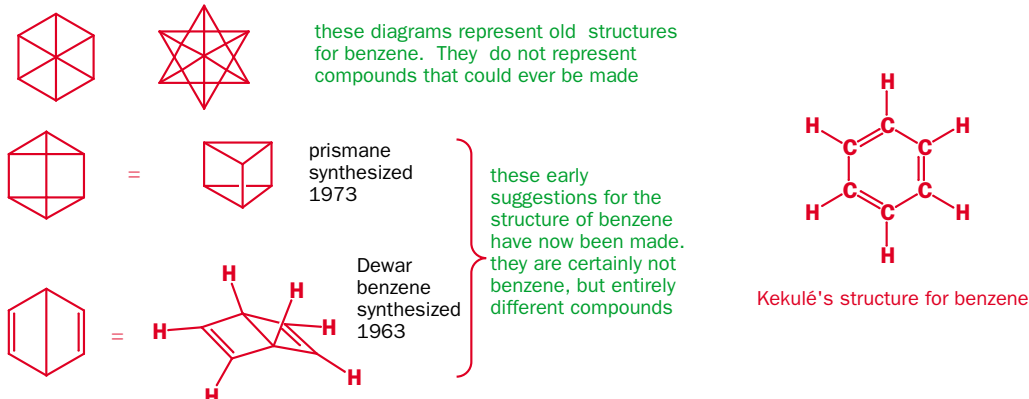 these diagrams represent old structures
for benzene. They do not represent
compounds that could ever be made
=
prismane
synthesized
1973
these early
suggestions for the
structure of benzene
have now been made.
they are certainly not
benzene, but entirely
different compounds
=
Dewar
benzene
synthesized
1963
H
H
H
H
H
H
H
H H
C
C C
C C
C
H H
H
Kekulé's structure for benzene